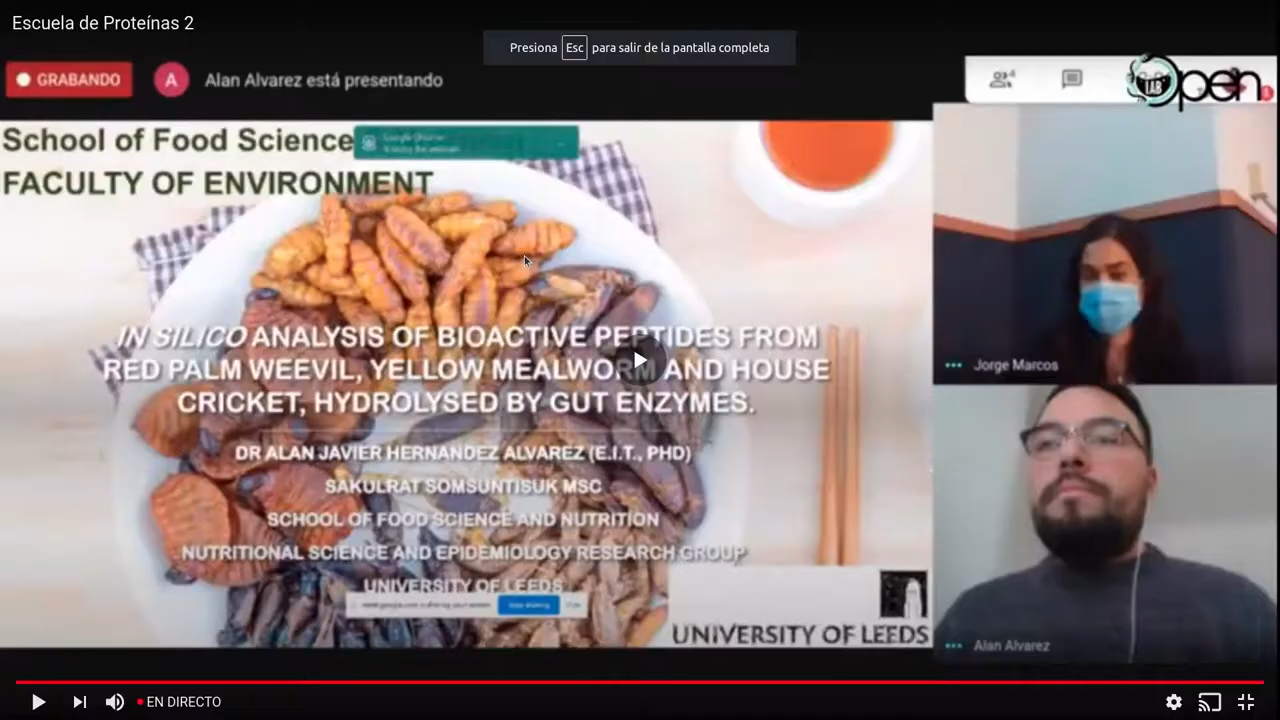 Escuela de Proteínas 2
Presiona Esc para salir de la pantalla completa
GRABANDO
A
Alan Alvarez está presentando
4
Open
LAB
School of Food Science
FACULTY OF ENVIRONMENT
IN SILICO ANALYSIS OF BIOACTIVE PEPTIDES FROM
RED PALM WEEVIL, YELLOW MEALWORM AND HOUSE
CRICKET, HYDROLYSED BY GUT ENZYMES.
DR ALAN JAVIER HERNANDEZ ALVAREZ (E.I.T., PHD)
SAKULRAT SOMSUNTISUK MSC
SCHOOL OF FOOD SCIENCE AND NUTRITION
NUTRITIONAL SCIENCE AND EPIDEMIOLOGY RESEARCH GROUP
UNIVERSITY OF LEEDS
Stop sharing
UNIVERSITY OF LEEDS
Jorge Marcos
Alan Alvarez
EN DIRECTO